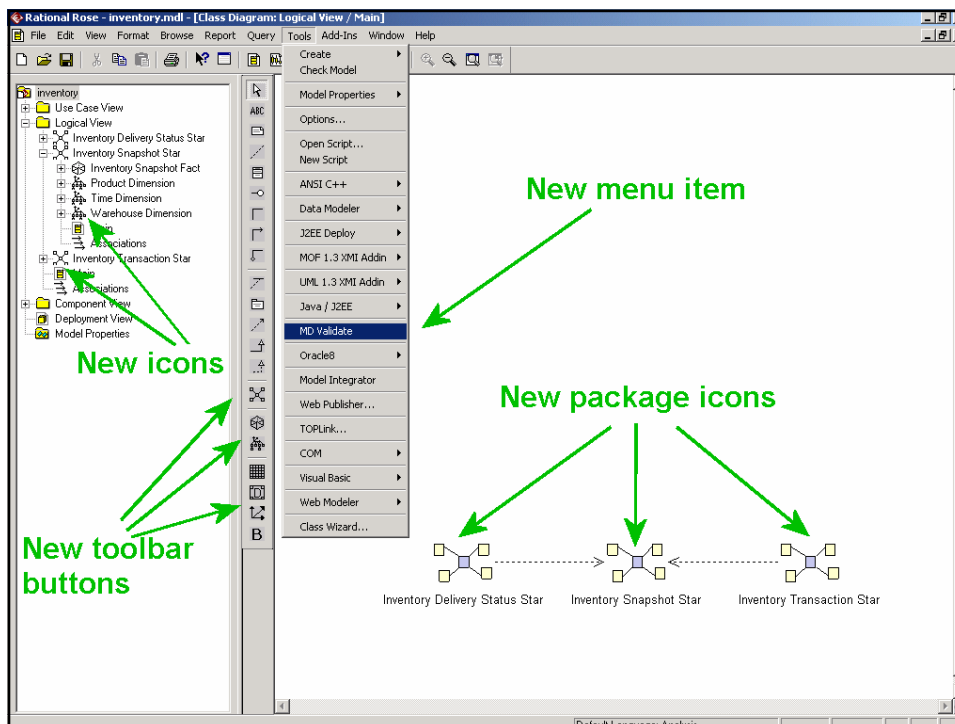 Rational Rose - inventory.mdl - [Class Diagram: Logical View / Main]
File Edit View Format Browse Report Query Tools Add-Ins Window Help
inventory
Use Case View
Logical View
Inventory Delivery Status Star
Inventory Snapshot Star
Inventory Snapshot Fact
Product Dimension
Time Dimension
Warehouse Dimension
Main
Associations
Inventory Transaction Star
Main
Associations
Component View
Deployment View
Model Properties
New icons
New toolbar
buttons
ABC
B
Create
Check Model
Model Properties
Options...
Open Script...
New Script
ANSI C++
Data Modeler
J2EE Deploy
MOF 1.3 XMI Addin
UML 1.3 XMI Addin
Java / J2EE
MD Validate
Oracle8
Model Integrator
Web Publisher...
TOPLink...
COM
Visual Basic
Web Modeler
Class Wizard...
New menu item
New package icons
Inventory Delivery Status Star
Inventory Snapshot Star
Inventory Transaction Star
Default Language: Analysis